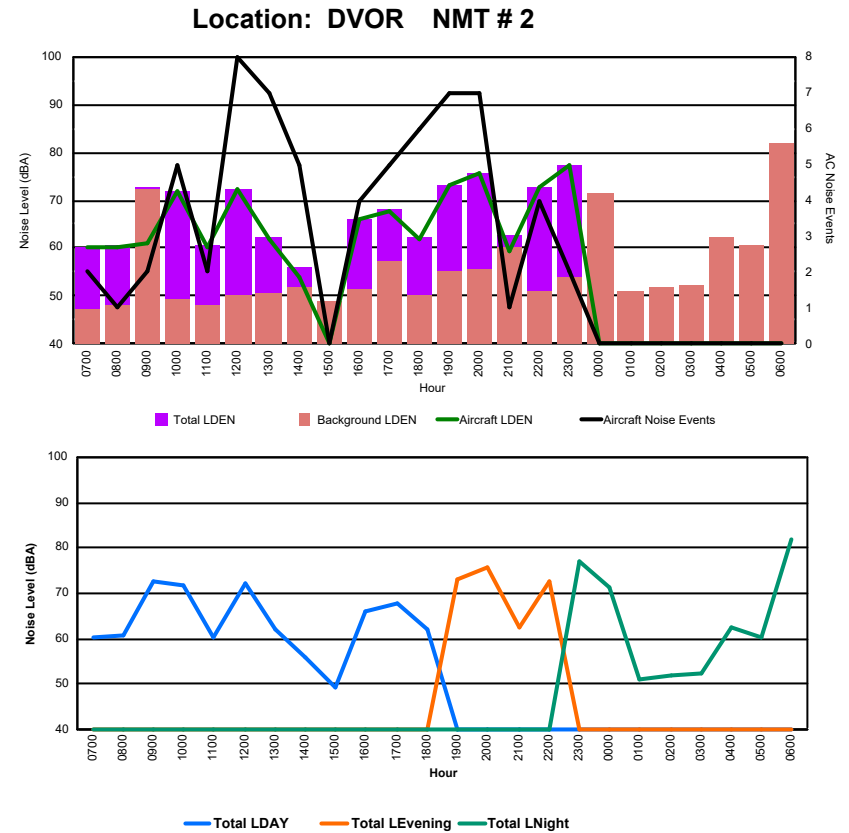 Location: DVOR NMT # 2
100
90
80
70
60
50
40
Noise Level (dBA)
8
7
6
5
4
3
2
1
0
AC Noise Events
0700 0800 0900 1000 1100 1200 1300 1400 1500 1600 1700 1800 1900 2000 2100 2200 2300 0000 0100 0200 0300 0400 0500 0600
Hour
Total LDEN Background LDEN Aircraft LDEN Aircraft Noise Events
100
90
80
70
60
50
40
Noise Level (dBA)
0700 0800 0900 1000 1100 1200 1300 1400 1500 1600 1700 1800 1900 2000 2100 2200 2300 0000 0100 0200 0300 0400 0500 0600
Hour
Total LDAY Total LEvening Total LNight